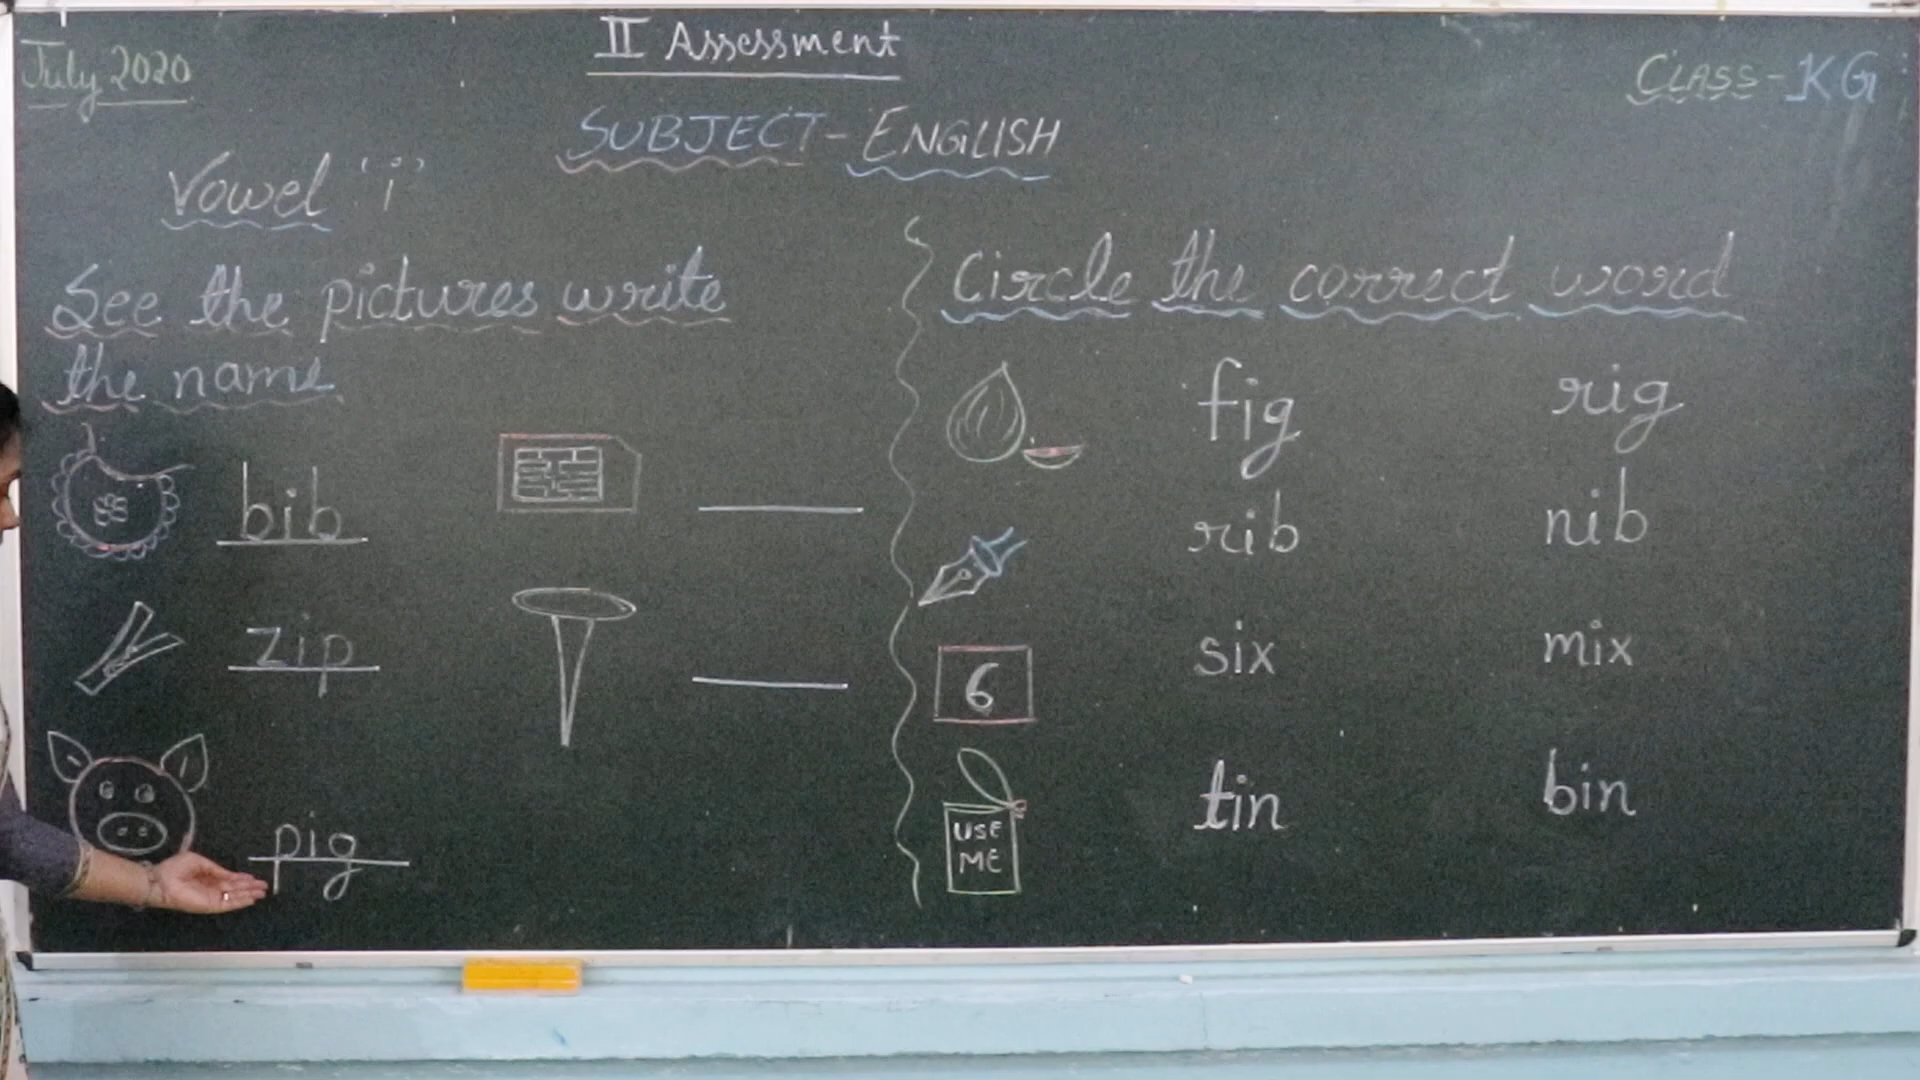 July 2020
II Assessment
CLASS - KG
SUBJECT - ENGLISH
Vowel 'i'
See the pictures write
the name
bib
zip
pig
Circle the correct word
fig rig
rib nib
6 six mix
USE
ME
tin bin